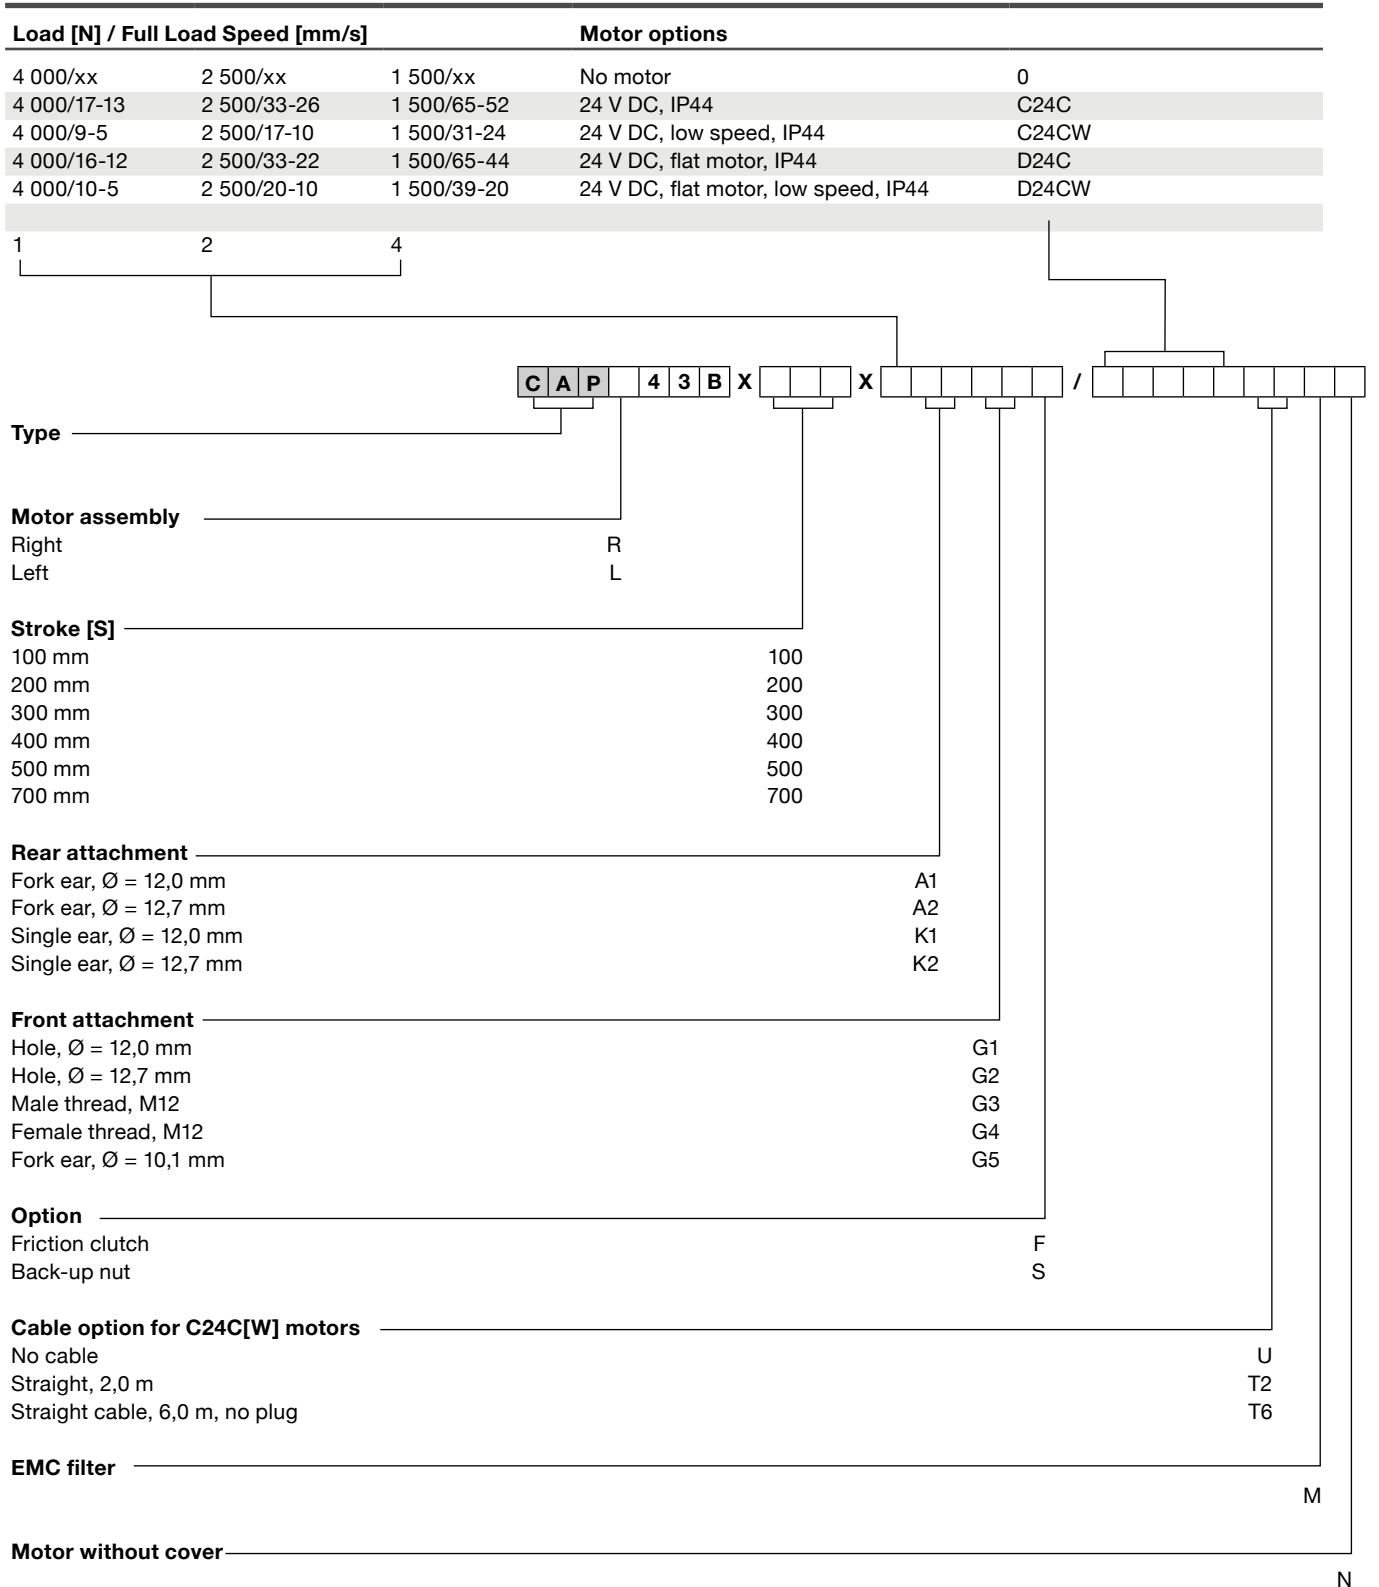 Load [N] / Full Load Speed [mm/s] Motor options
4 000/xx 2 500/xx 1 500/xx No motor 0
4 000/17-13 2 500/33-26 1 500/65-52 24 V DC, IP44 C24C
4 000/9-5 2 500/17-10 1 500/31-24 24 V DC, low speed, IP44 C24CW
4 000/16-12 2 500/33-22 1 500/65-44 24 V DC, flat motor, IP44 D24C
4 000/10-5 2 500/20-10 1 500/39-20 24 V DC, flat motor, low speed, IP44 D24CW
1 2 4
C A P 4 3 B X X /
Type
Motor assembly
Right R
Left L
Stroke [S]
100 mm 100
200 mm 200
300 mm 300
400 mm 400
500 mm 500
700 mm 700
Rear attachment
Fork ear, Ø = 12,0 mm A1
Fork ear, Ø = 12,7 mm A2
Single ear, Ø = 12,0 mm K1
Single ear, Ø = 12,7 mm K2
Front attachment
Hole, Ø = 12,0 mm G1
Hole, Ø = 12,7 mm G2
Male thread, M12 G3
Female thread, M12 G4
Fork ear, Ø = 10,1 mm G5
Option
Friction clutch F
Back-up nut S
Cable option for C24C[W] motors
No cable U
Straight, 2,0 m T2
Straight cable, 6,0 m, no plug T6
EMC filter
M
Motor without cover
N